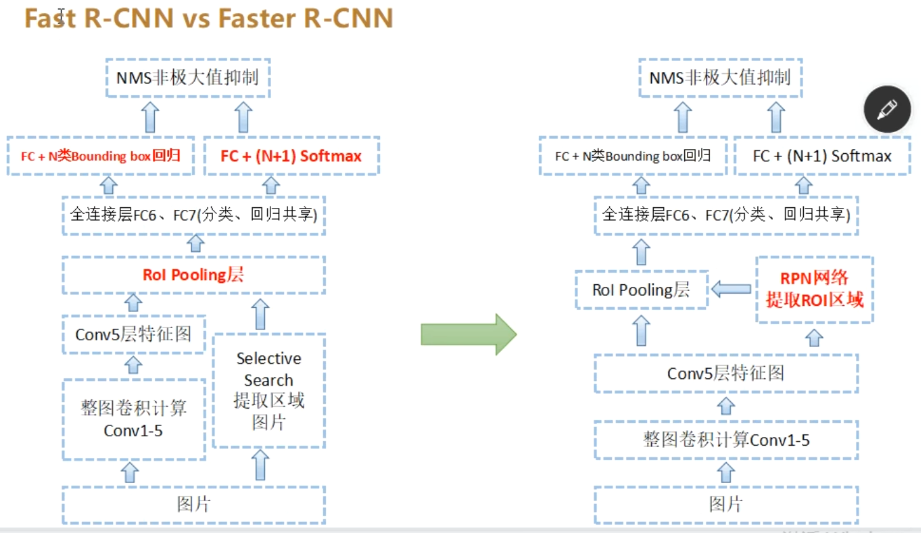 Fast R-CNN vs Faster R-CNN
NMS非极大值抑制
FC + N类Bounding box回归
FC + (N+1) Softmax
全连接层FC6、FC7(分类、回归共享)
RoI Pooling层
Conv5层特征图
Selective
Search
提取区域
图片
整图卷积计算
Conv1-5
图片
NMS非极大值抑制
FC + N类Bounding box回归
FC + (N+1) Softmax
全连接层FC6、FC7(分类、回归共享)
RoI Pooling层
RPN网络
提取ROI区域
Conv5层特征图
整图卷积计算Conv1-5
图片